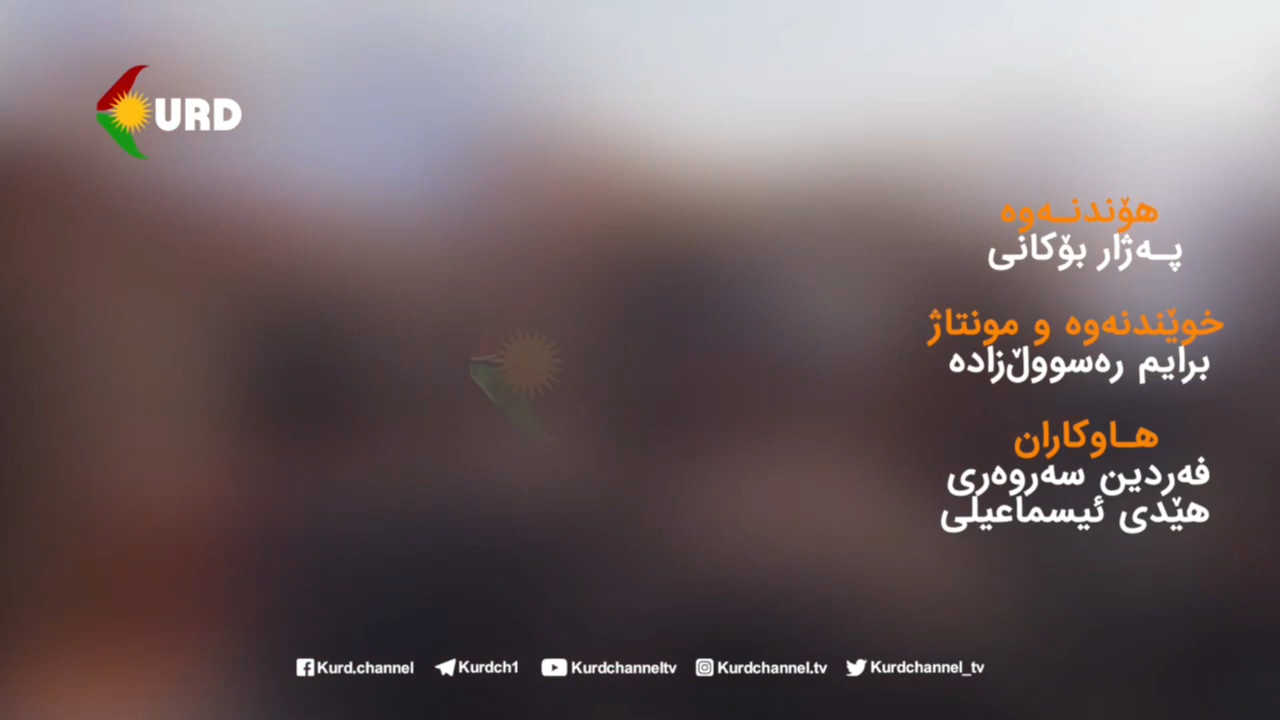 URD
هۆندنـەوە
پـەژار بۆکانی
خوێندنەوە و مونتاژ
برایم رەسووڵزادە
هـاوکاران
فەردین سەروەری
هێدی ئیسماعیلی
Kurd.channel
Kurdch1
Kurdchanneltv
Kurdchannel.tv
Kurdchannel_tv